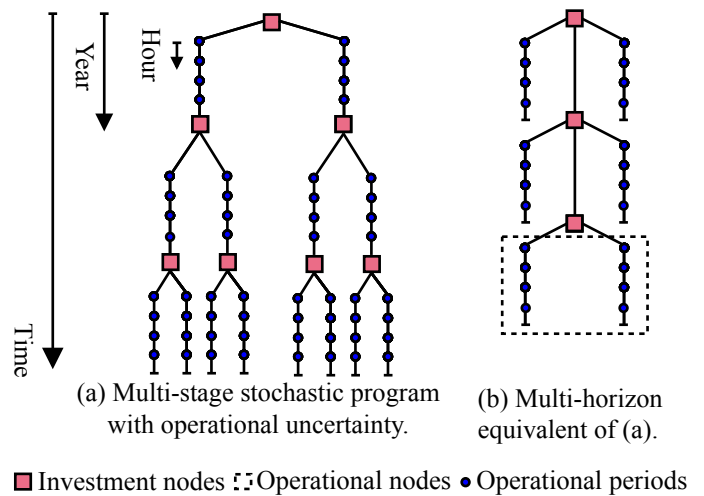 Hour
Year
Time
(a) Multi-stage stochastic program
with operational uncertainty.
(b) Multi-horizon
equivalent of (a).
Investment nodes Operational nodes Operational periods